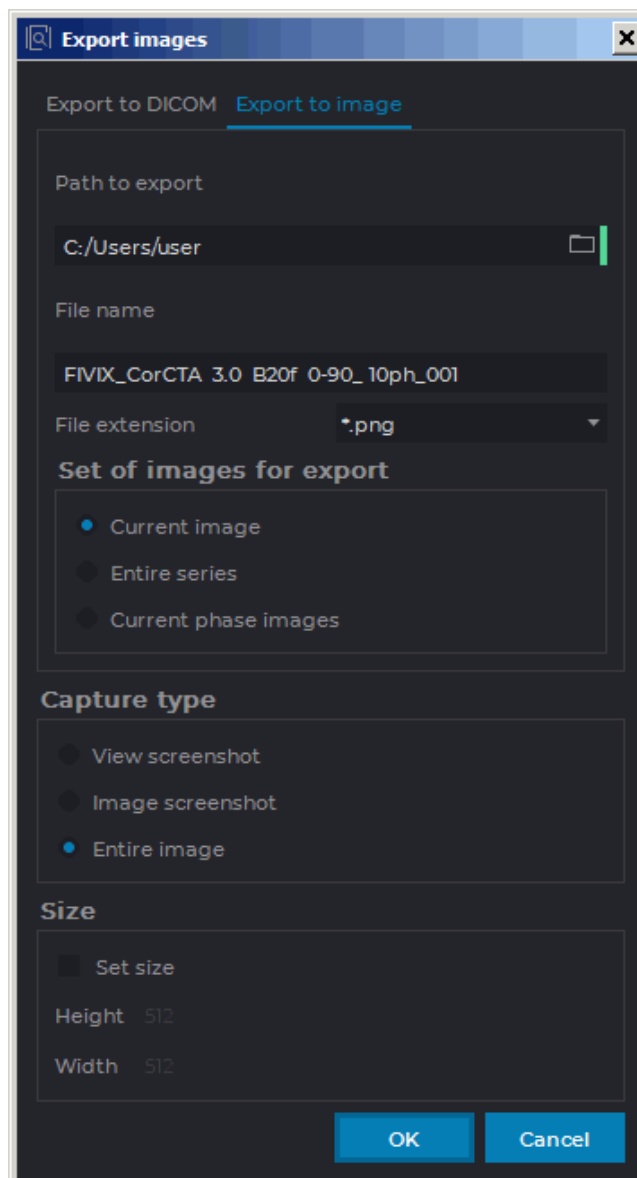 Export images
Export to DICOM Export to image
Path to export
C:/Users/user
File name
FIVIX_CorCTA 3.0 B20f 0-90_ 10ph_001
File extension *.png
Set of images for export
Current image
Entire series
Current phase images
Capture type
View screenshot
Image screenshot
Entire image
Size
Set size
Height 512
Width 512
OK Cancel